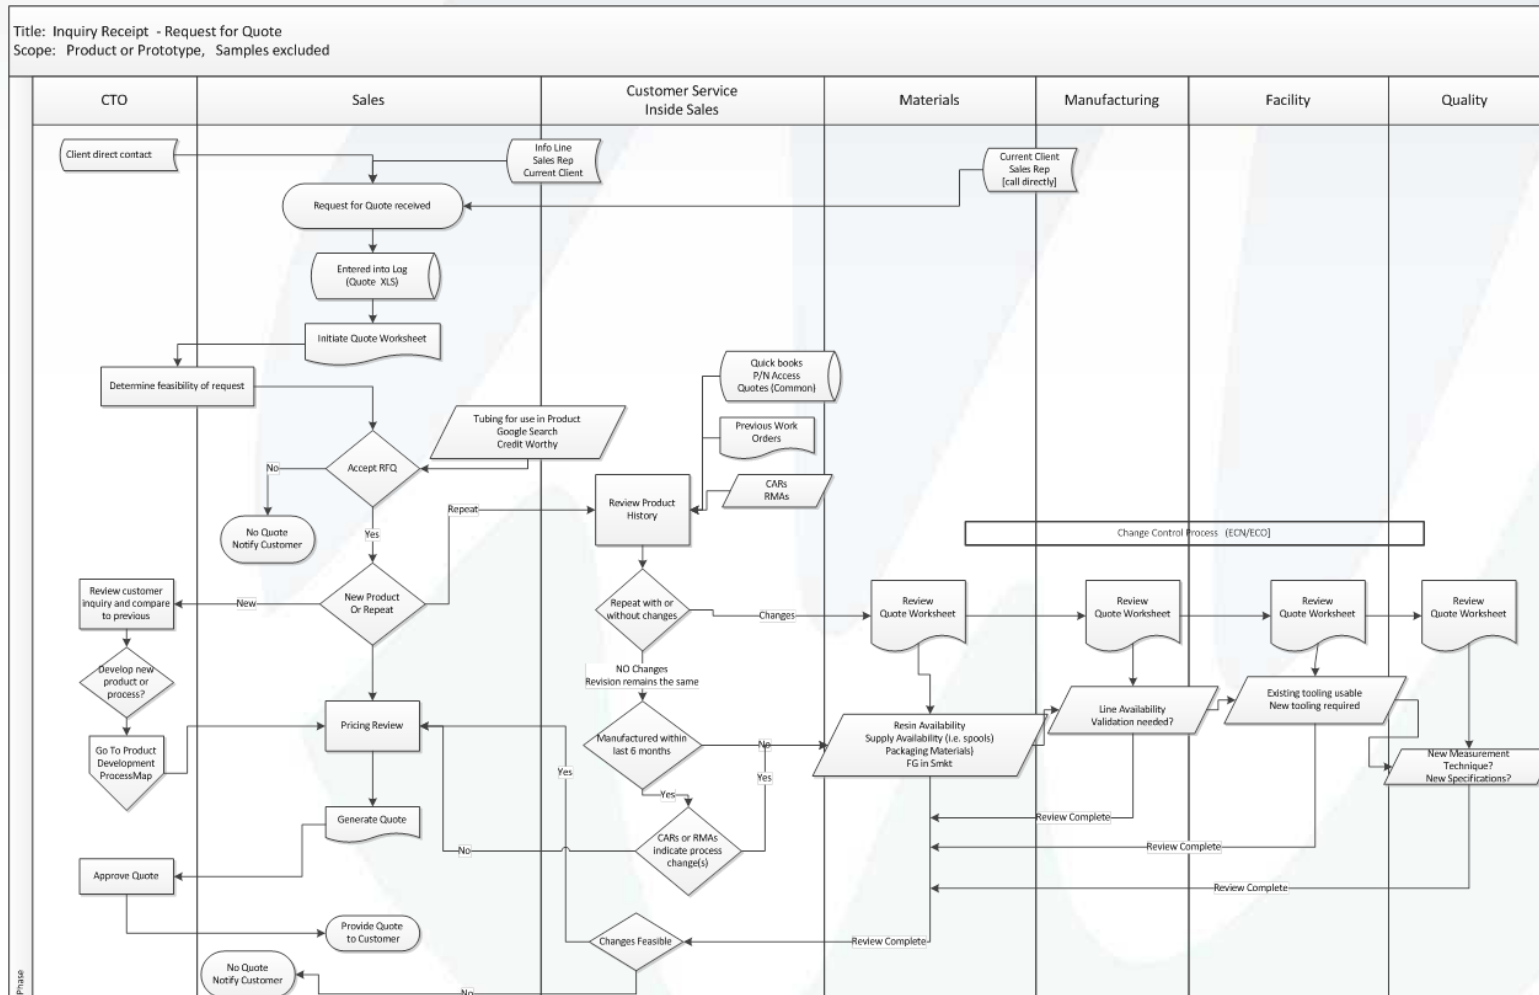 Title:  Inquiry Receipt  - Request for Quote
Scope:   Product or Prototype,   Samples excluded
CTO
Sales
Customer Service
Inside Sales
Materials
Manufacturing
Facility
Quality
Client direct contact
Info Line
Sales Rep
Current Client
Current Client
Sales Rep
[call directly]
Request for Quote received
Entered into Log
(Quote  XLS)
Initiate Quote Worksheet
Determine feasibility of request
Quick books
P/N Access
Quotes (Common)
Tubing for use in Product
Google Search
Credit Worthy
Previous Work
Orders
Accept RFQ
No
CARs
RMAs
Review Product
History
Repeat
No Quote
Notify Customer
Yes
Change Control Process   (ECN/ECO]
Review customer
inquiry and compare
to previous
New
New Product
Or Repeat
Repeat with or
without changes
Changes
Review
Quote Worksheet
Review
Quote Worksheet
Review
Quote Worksheet
Review
Quote Worksheet
Develop new
product or
process?
NO Changes
Revision remains the same
Existing tooling usable
New tooling required
Line Availability
Validation needed?
Pricing Review
Manufactured within
last 6 months
No
Resin Availability
Supply Availability (i.e. spools)
Packaging Materials)
FG in Smkt
Go To Product
Development
ProcessMap
New Measurement
Technique?
New Specifications?
Yes
Yes
Yes
Generate Quote
Review Complete
CARs or RMAs
indicate process
change(s)
No
Review Complete
Approve Quote
Review Complete
Provide Quote
to Customer
Changes Feasible
Review Complete
No Quote
Notify Customer
No
Phase